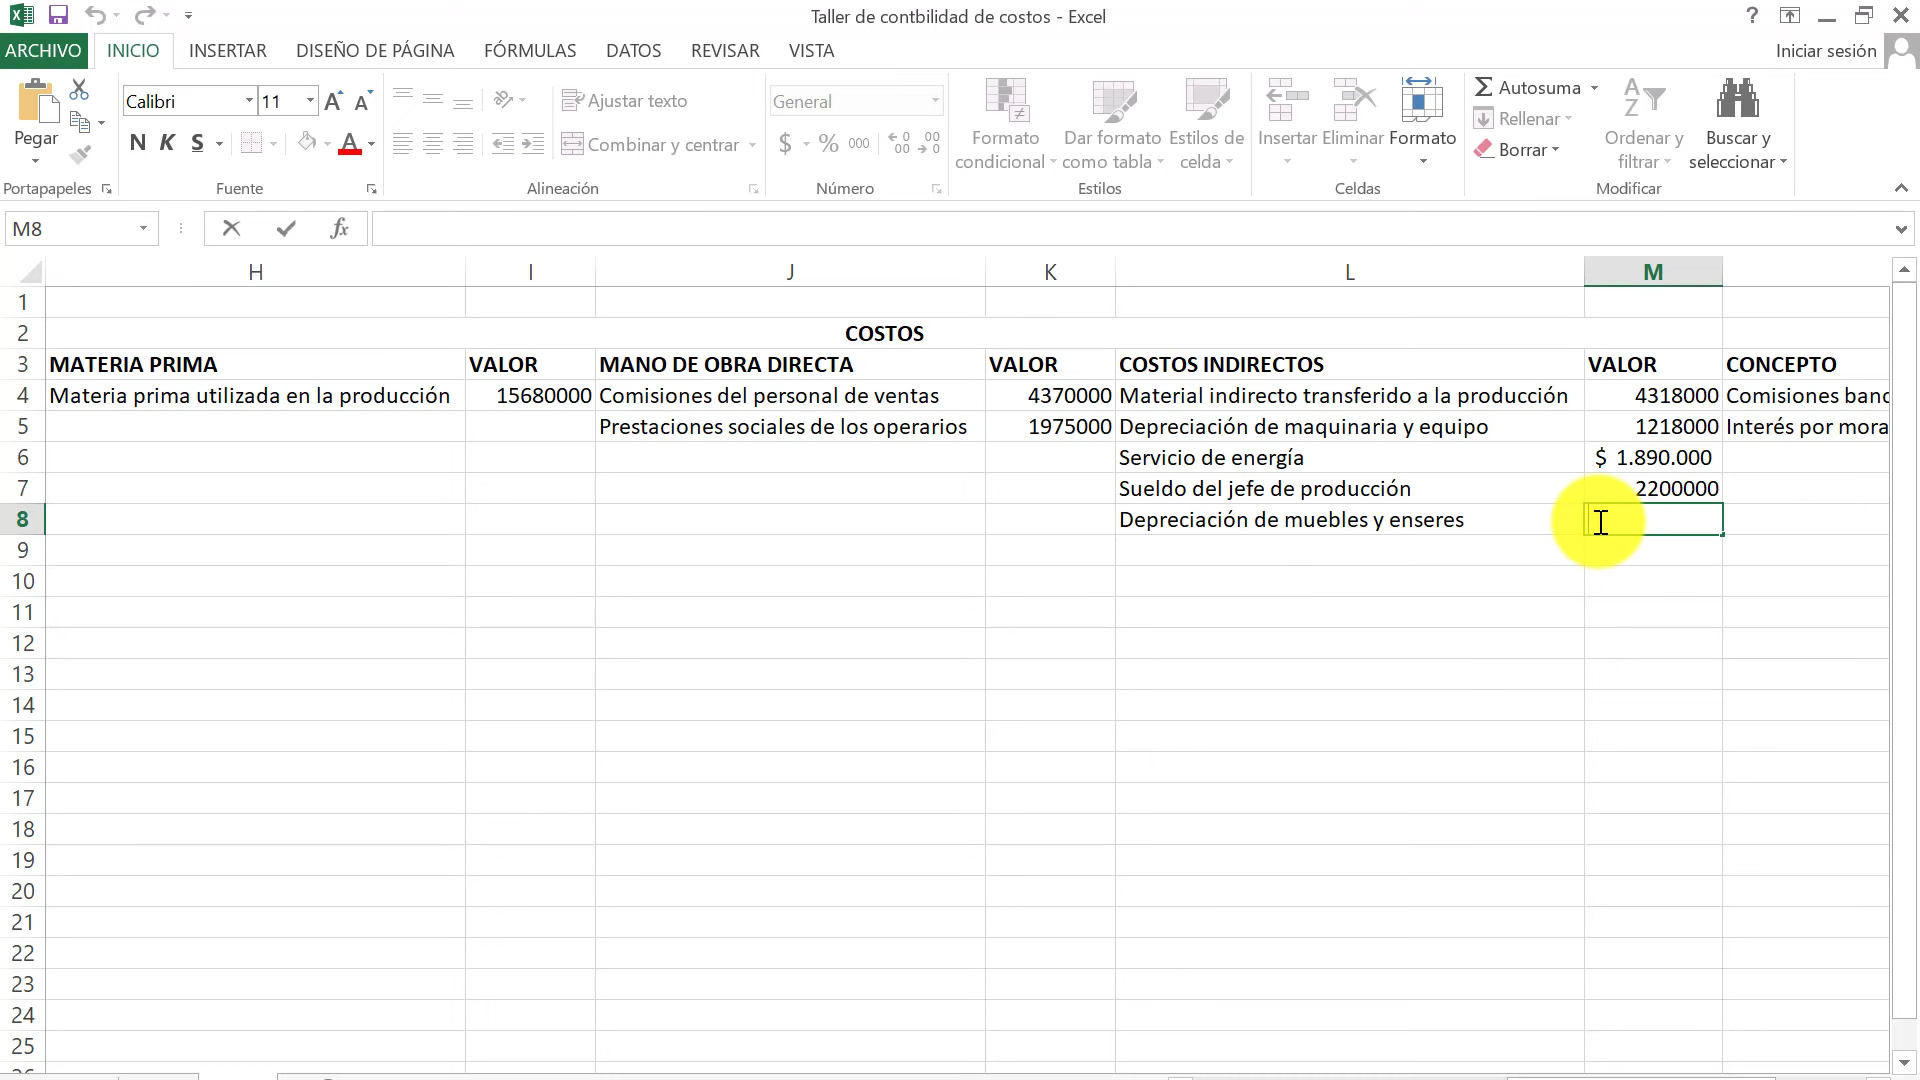 Taller de contbilidad de costos - Excel
ARCHIVO INICIO INSERTAR DISEÑO DE PÁGINA FÓRMULAS DATOS REVISAR VISTA Iniciar sesión
Pegar
Portapapeles
Calibri 11
N K S
Fuente
Ajustar texto
Combinar y centrar
Alineación
General
$ % 000
Número
Formato condicional
Dar formato como tabla
Estilos de celda
Estilos
Insertar Eliminar Formato
Celdas
Autosuma
Rellenar
Borrar
Ordenar y filtrar
Buscar y seleccionar
Modificar
M8 fx
H I J K L M
1
2 COSTOS
3 MATERIA PRIMA VALOR MANO DE OBRA DIRECTA VALOR COSTOS INDIRECTOS VALOR CONCEPTO
4 Materia prima utilizada en la producción 15680000 Comisiones del personal de ventas 4370000 Material indirecto transferido a la producción 4318000 Comisiones banc
5 Prestaciones sociales de los operarios 1975000 Depreciación de maquinaria y equipo 1218000 Interés por mora
6 Servicio de energía $ 1.890.000
7 Sueldo del jefe de producción 2200000
8 Depreciación de muebles y enseres
9
10
11
12
13
14
15
16
17
18
19
20
21
22
23
24
25